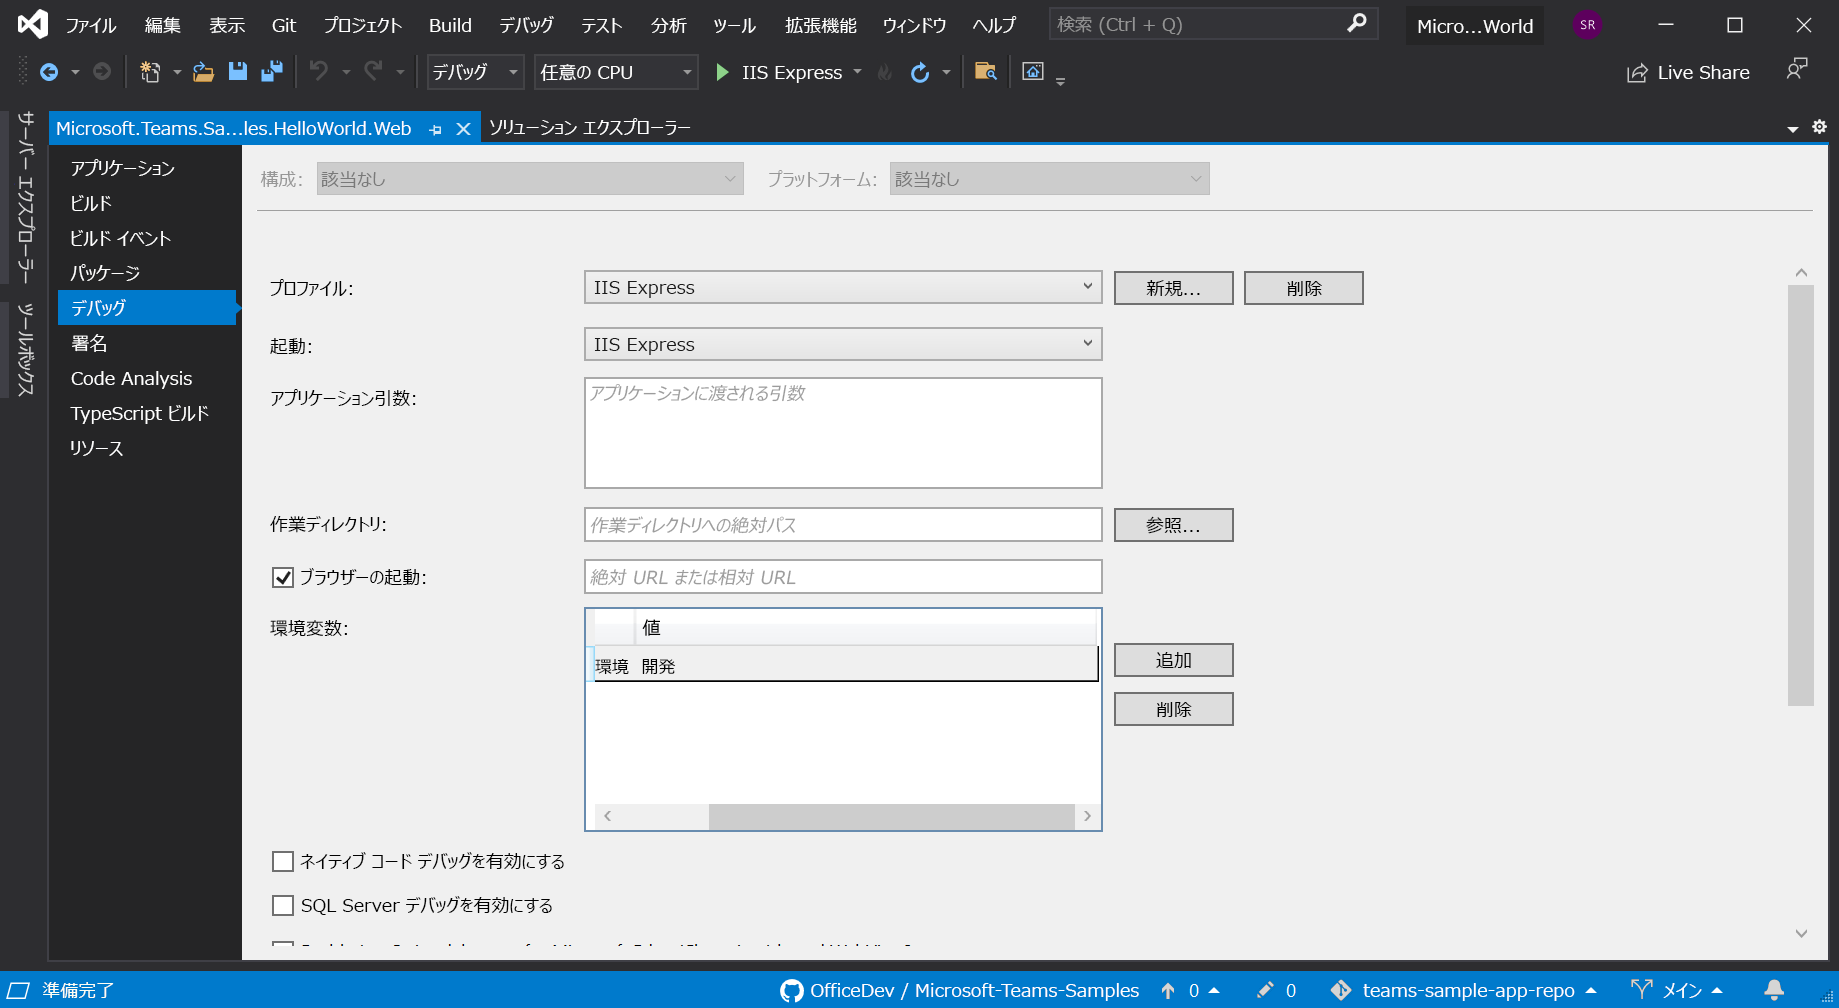 ファイル 編集 表示 Git プロジェクト Build デバッグ テスト 分析 ツール 拡張機能 ウィンドウ ヘルプ 検索 (Ctrl + Q) Micro...World SR
デバッグ 任意の CPU IIS Express Live Share
サーバー エクスプローラー
ツールボックス
Microsoft.Teams.Sa...les.HelloWorld.Web ソリューション エクスプローラー
アプリケーション
ビルド
ビルド イベント
パッケージ
デバッグ
署名
Code Analysis
TypeScript ビルド
リソース
構成: 該当なし プラットフォーム: 該当なし
プロファイル: IIS Express 新規... 削除
起動: IIS Express
アプリケーション引数: アプリケーションに渡される引数
作業ディレクトリ: 作業ディレクトリへの絶対パス 参照...
ブラウザーの起動: 絶対 URL または相対 URL
環境変数: 値
環境 開発
追加
削除
ネイティブ コード デバッグを有効にする
SQL Server デバッグを有効にする
準備完了 OfficeDev / Microsoft-Teams-Samples 0 0 teams-sample-app-repo メイン